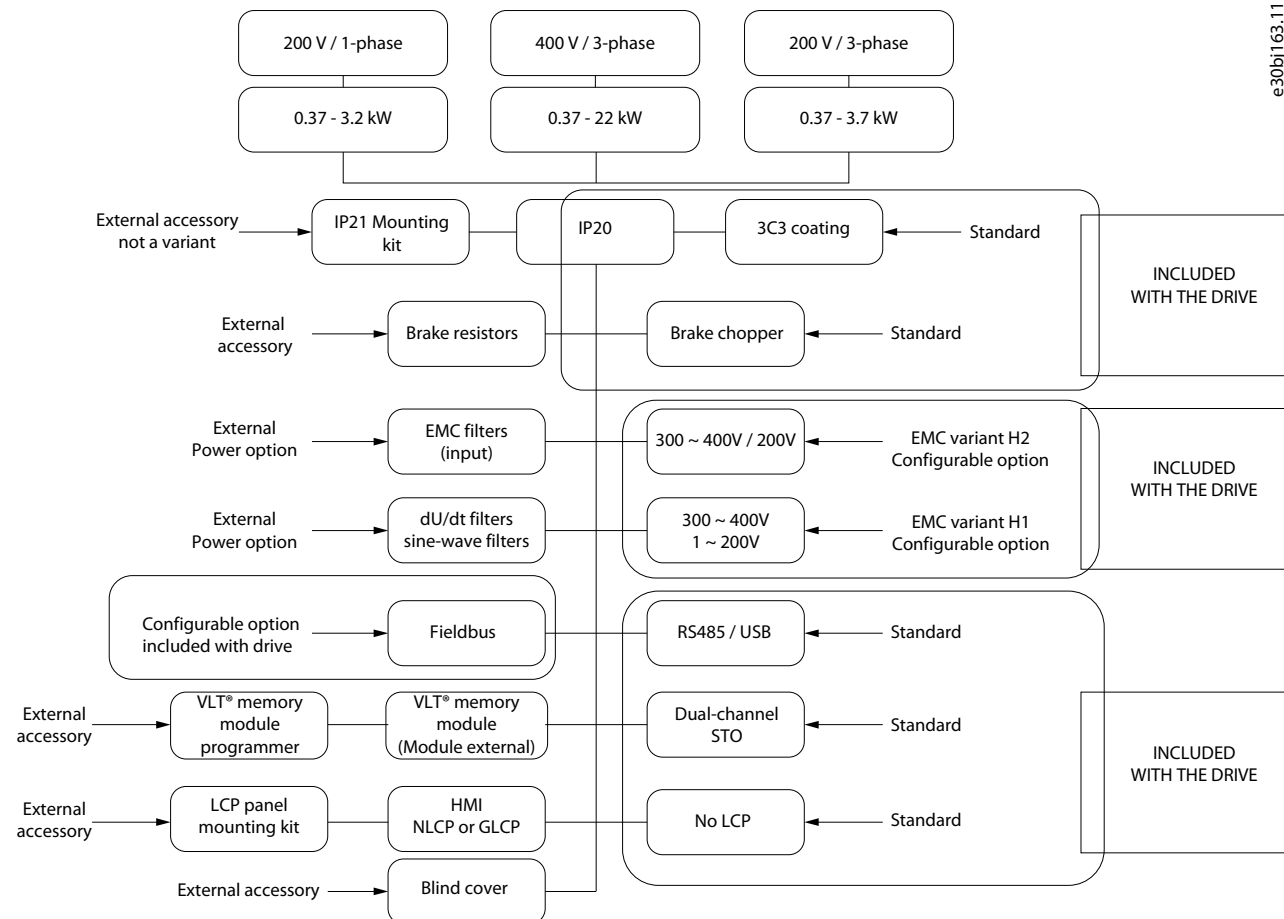 e30bj163.11
200 V / 1-phase
400 V / 3-phase
200 V / 3-phase
0.37 - 3.2 kW
0.37 - 22 kW
0.37 - 3.7 kW
External accessory
not a variant
IP21 Mounting
kit
IP20
3C3 coating
Standard
INCLUDED
WITH THE DRIVE
External
accessory
Brake resistors
Brake chopper
Standard
External
Power option
EMC filters
(input)
300 ~ 400V / 200V
EMC variant H2
Configurable option
INCLUDED
WITH THE DRIVE
External
Power option
dU/dt filters
sine-wave filters
300 ~ 400V
1 ~ 200V
EMC variant H1
Configurable option
Configurable option
included with drive
Fieldbus
RS485 / USB
Standard
External
accessory
VLT® memory
module
programmer
VLT® memory
module
(Module external)
Dual-channel
STO
Standard
INCLUDED
WITH THE DRIVE
External
accessory
LCP panel
mounting kit
HMI
NLCP or GLCP
No LCP
Standard
External accessory
Blind cover